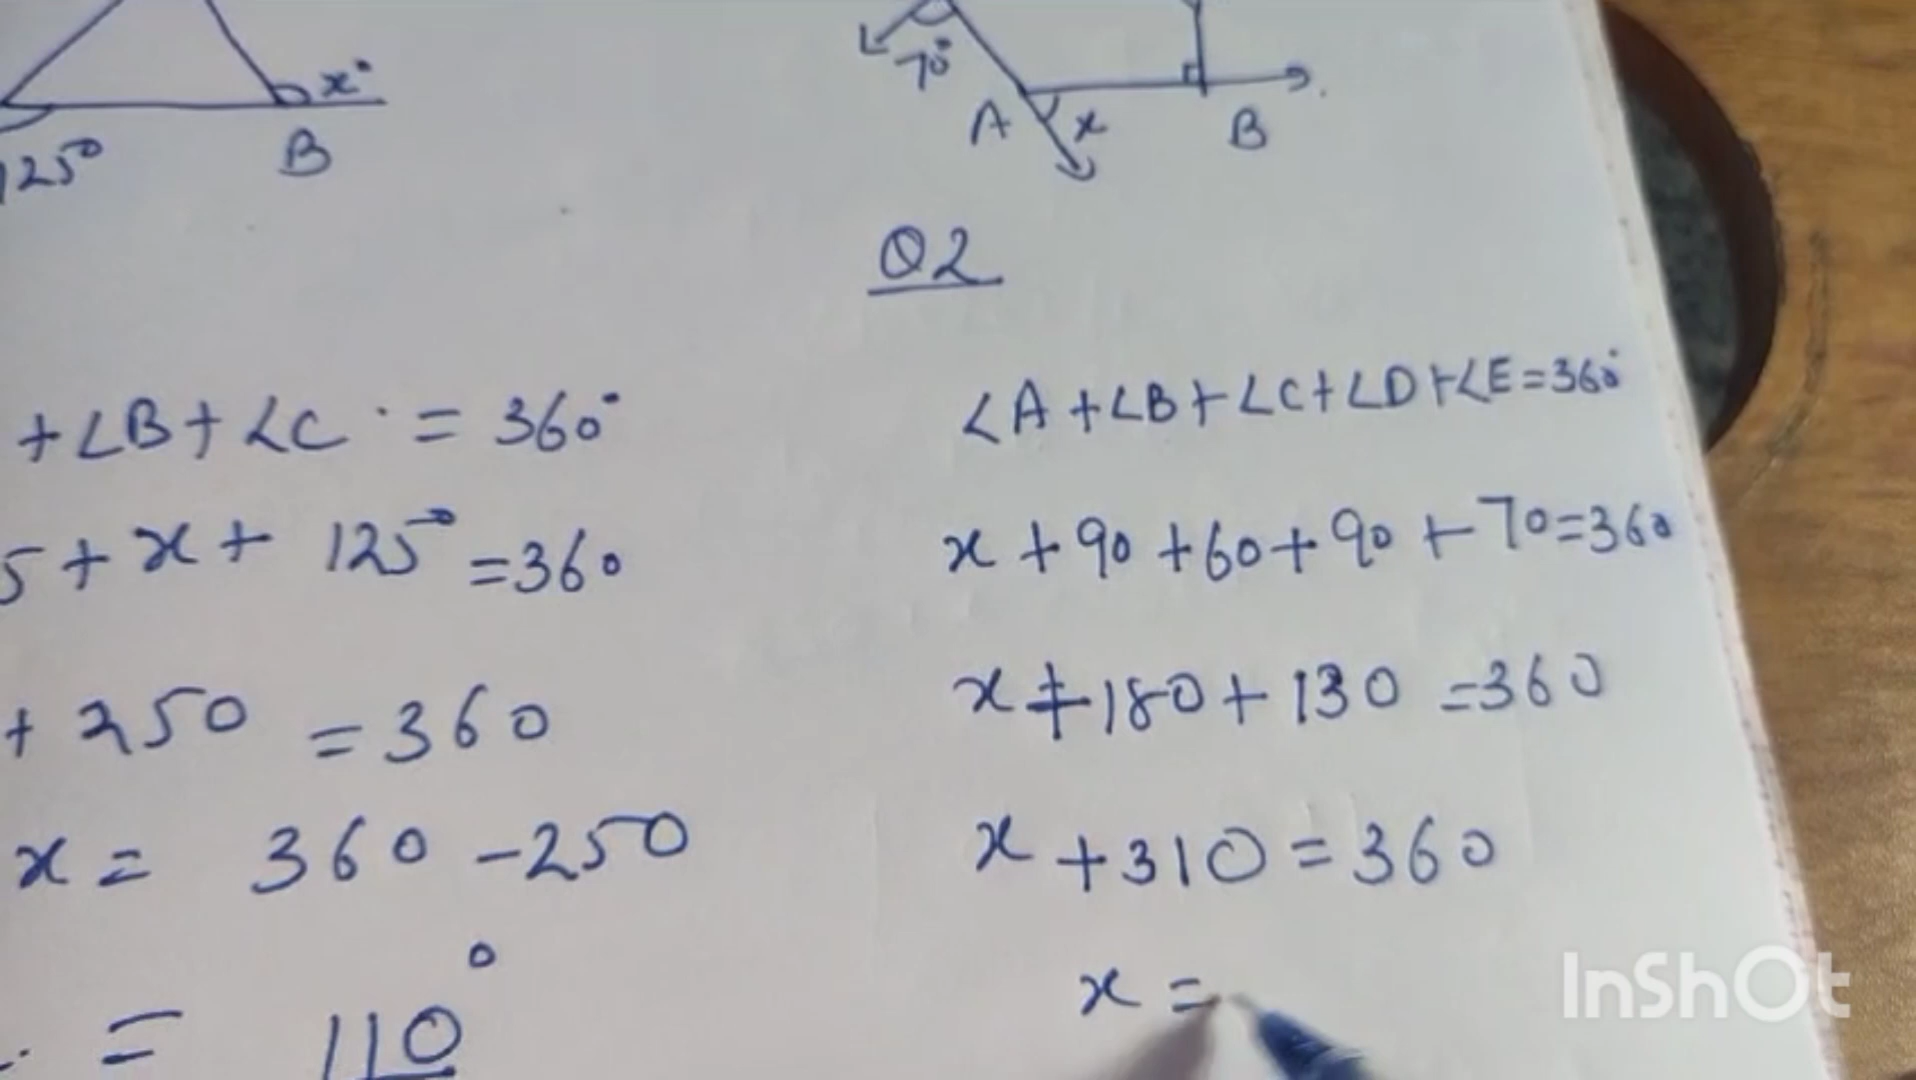 x°
125°
B
70°
A
x
B
Q2
+∠B+∠C = 360°
5+x+ 125° =360
+ 250 =360
x= 360-250
= 110°
∠A+∠B+∠C+∠D+∠E=360°
x+90+60+90+70=360
x+180+130=360
x+310=360
x=
InShOt